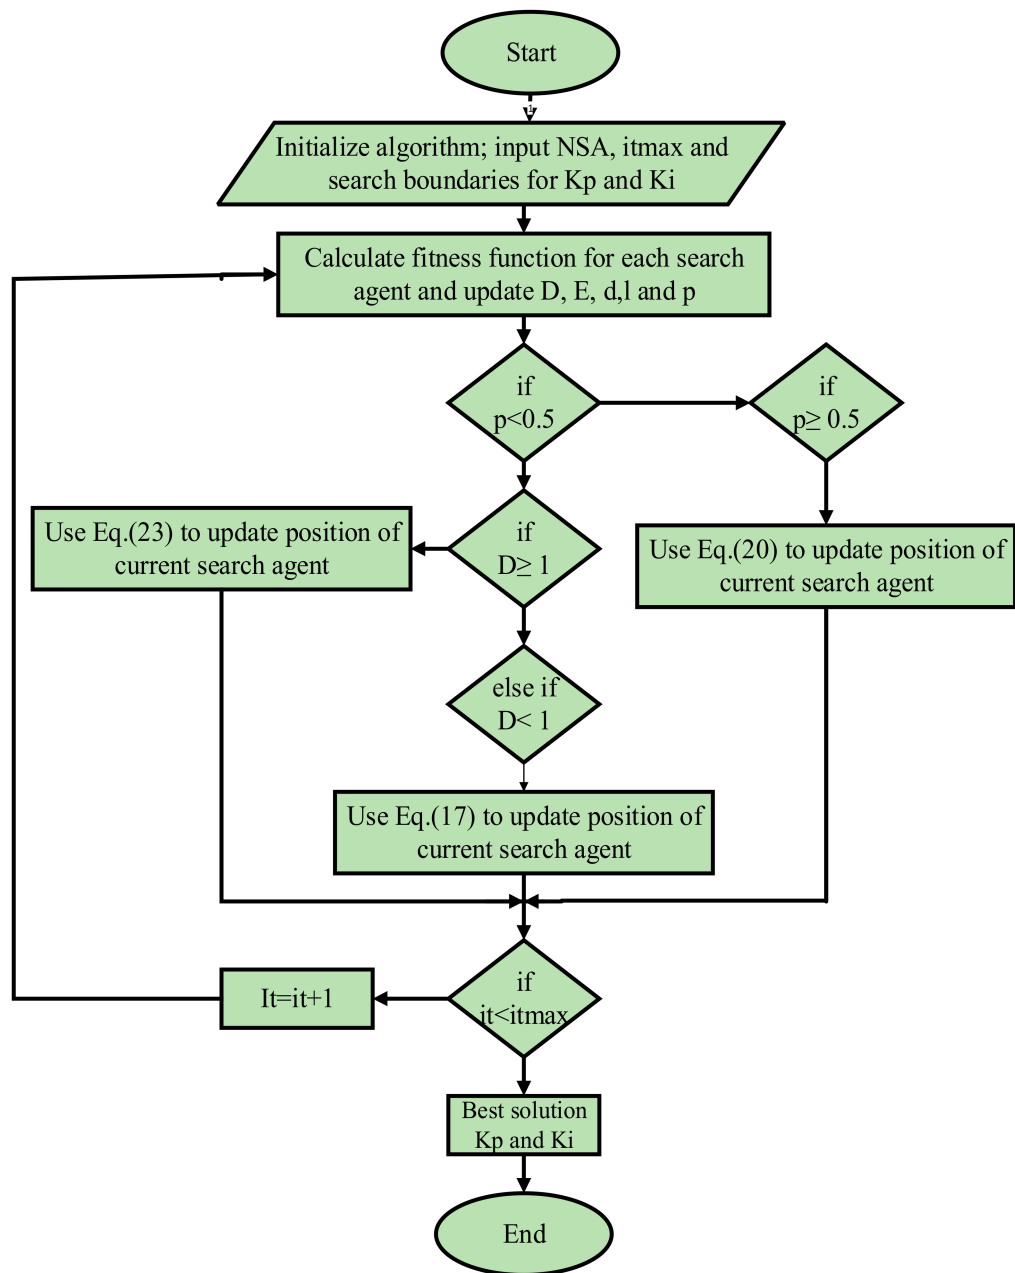 Start
1
Initialize algorithm; input NSA, itmax and
search boundaries for Kp and Ki
Calculate fitness function for each search
agent and update D, E, d,l and p
if
p<0.5
if
p≥ 0.5
Use Eq.(23) to update position of
current search agent
if
D≥ 1
Use Eq.(20) to update position of
current search agent
else if
D< 1
Use Eq.(17) to update position of
current search agent
It=it+1
if
it<itmax
Best solution
Kp and Ki
End